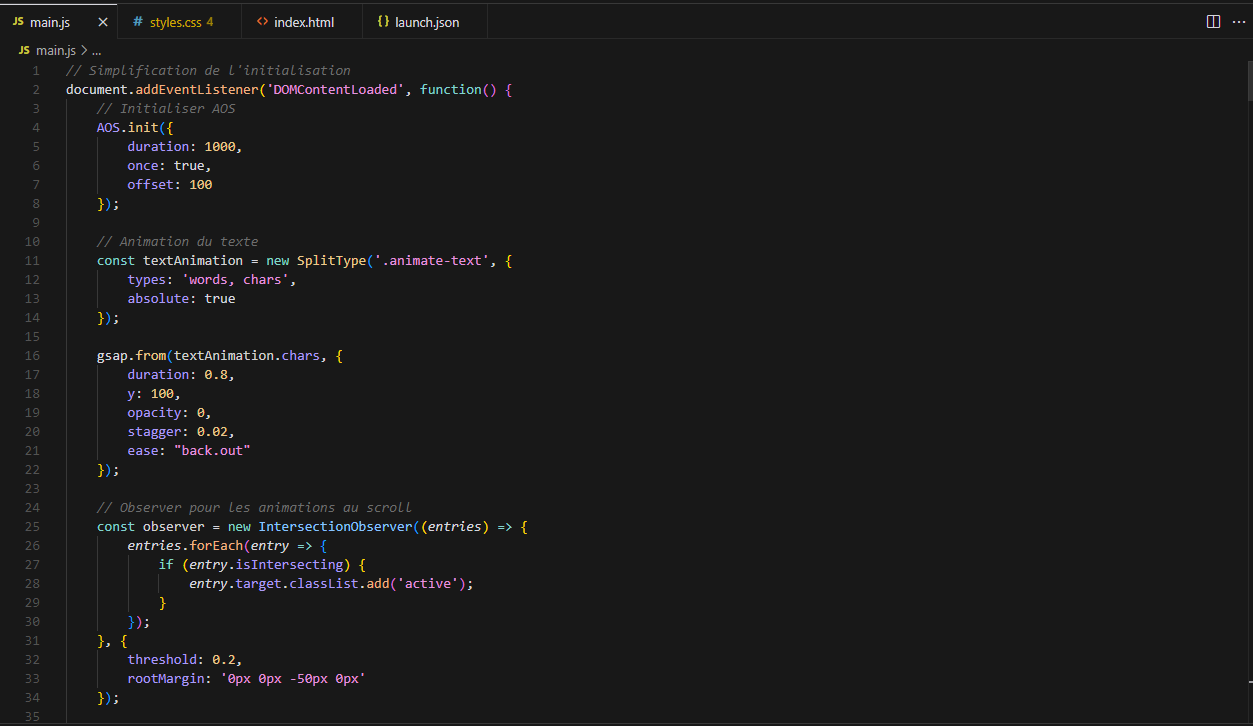 JS main.js × # styles.css 4 <> index.html {} launch.json ...
JS main.js > ...
1 // Simplification de l'initialisation
2 document.addEventListener('DOMContentLoaded', function() {
3 // Initialiser AOS
4 AOS.init({
5 duration: 1000,
6 once: true,
7 offset: 100
8 });
9
10 // Animation du texte
11 const textAnimation = new SplitType('.animate-text', {
12 types: 'words, chars',
13 absolute: true
14 });
15
16 gsap.from(textAnimation.chars, {
17 duration: 0.8,
18 y: 100,
19 opacity: 0,
20 stagger: 0.02,
21 ease: "back.out"
22 });
23
24 // Observer pour les animations au scroll
25 const observer = new IntersectionObserver((entries) => {
26 entries.forEach(entry => {
27 if (entry.isIntersecting) {
28 entry.target.classList.add('active');
29 }
30 });
31 }, {
32 threshold: 0.2,
33 rootMargin: '0px 0px -50px 0px'
34 });
35